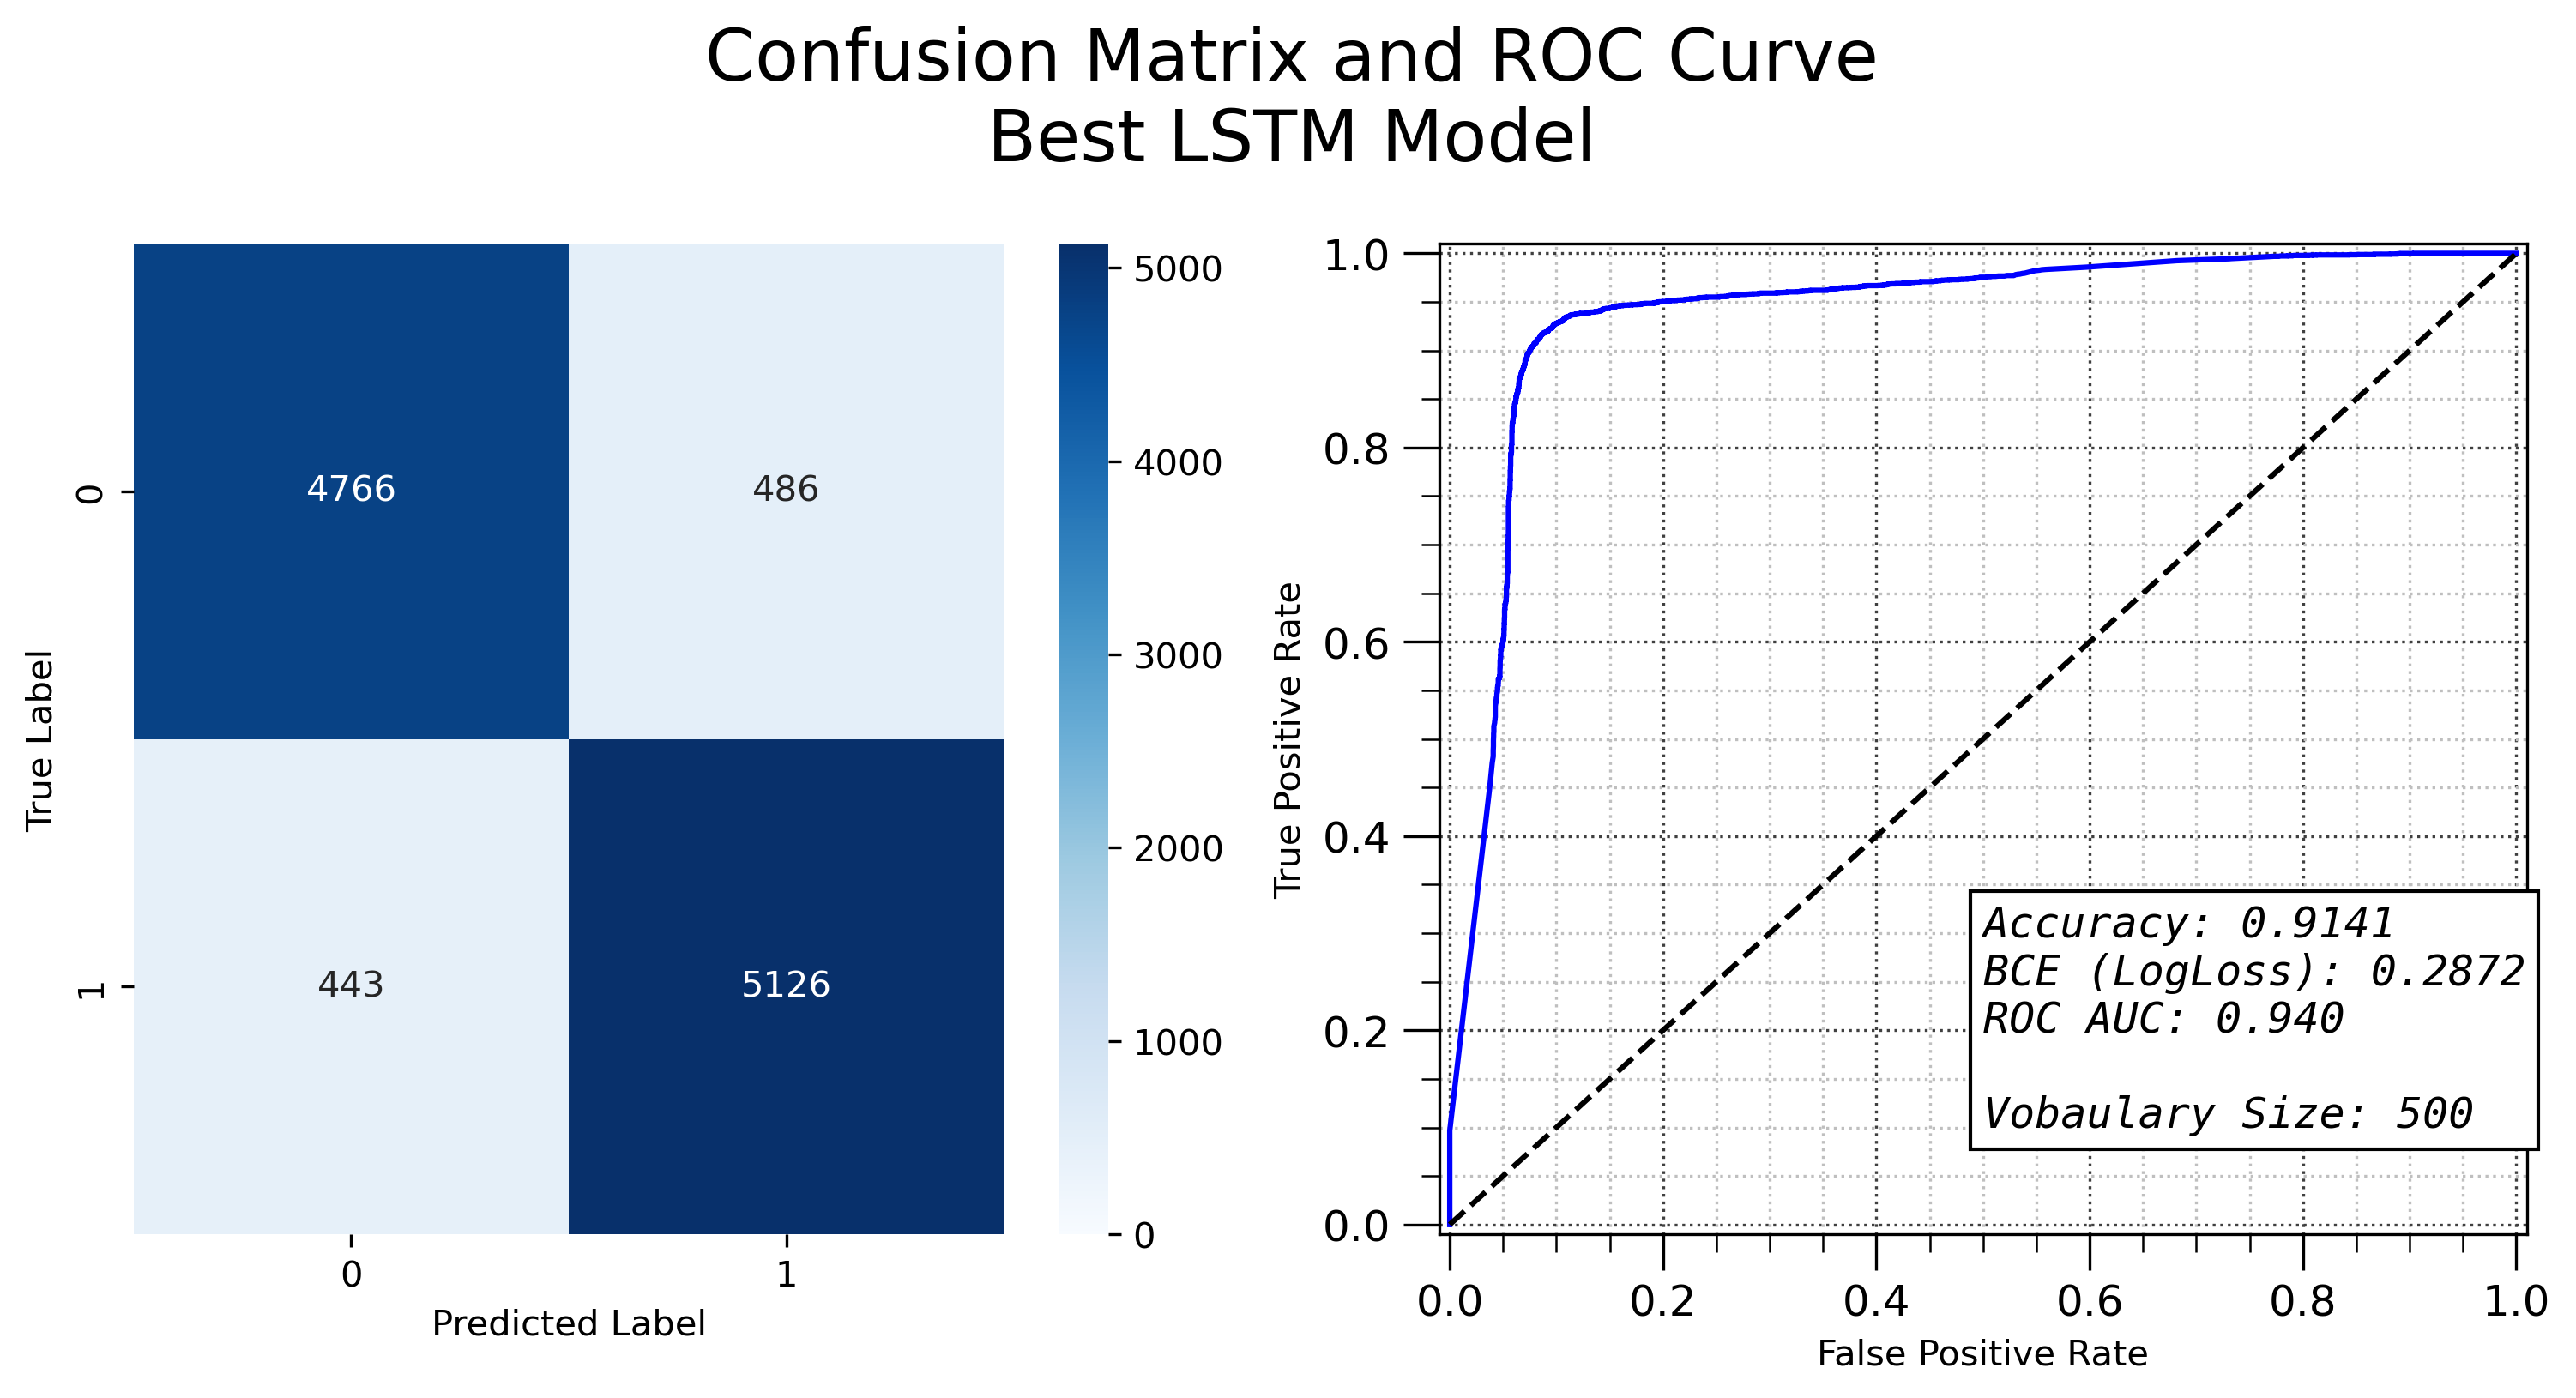 Confusion Matrix and ROC Curve
Best LSTM Model
True Label
0
1
4766
486
443
5126
0
1
Predicted Label
5000
4000
3000
2000
1000
0
True Positive Rate
1.0
0.8
0.6
0.4
0.2
0.0
Accuracy: 0.9141
BCE (LogLoss): 0.2872
ROC AUC: 0.940
Vobaulary Size: 500
0.0
0.2
0.4
0.6
0.8
1.0
False Positive Rate